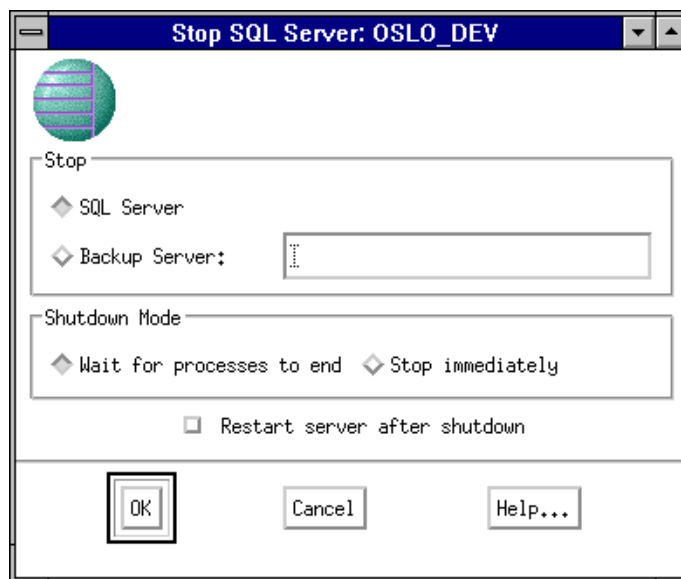 Stop SQL Server: OSLO_DEV
Stop
SQL Server
Backup Server:
Shutdown Mode
Wait for processes to end Stop immediately
Restart server after shutdown
OK Cancel Help...